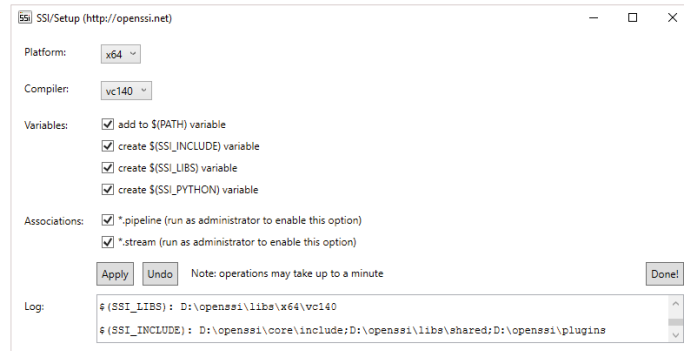 SSI SSI/Setup (http://openssi.net)
Platform: x64
Compiler: vc140
Variables: add to $(PATH) variable
create $(SSI_INCLUDE) variable
create $(SSI_LIBS) variable
create $(SSI_PYTHON) variable
Associations: *.pipeline (run as administrator to enable this option)
*.stream (run as administrator to enable this option)
Apply Undo Note: operations may take up to a minute Done!
Log: $(SSI_LIBS): D:\openssi\libs\x64\vc140
$(SSI_INCLUDE): D:\openssi\core\include;D:\openssi\libs\shared;D:\openssi\plugins